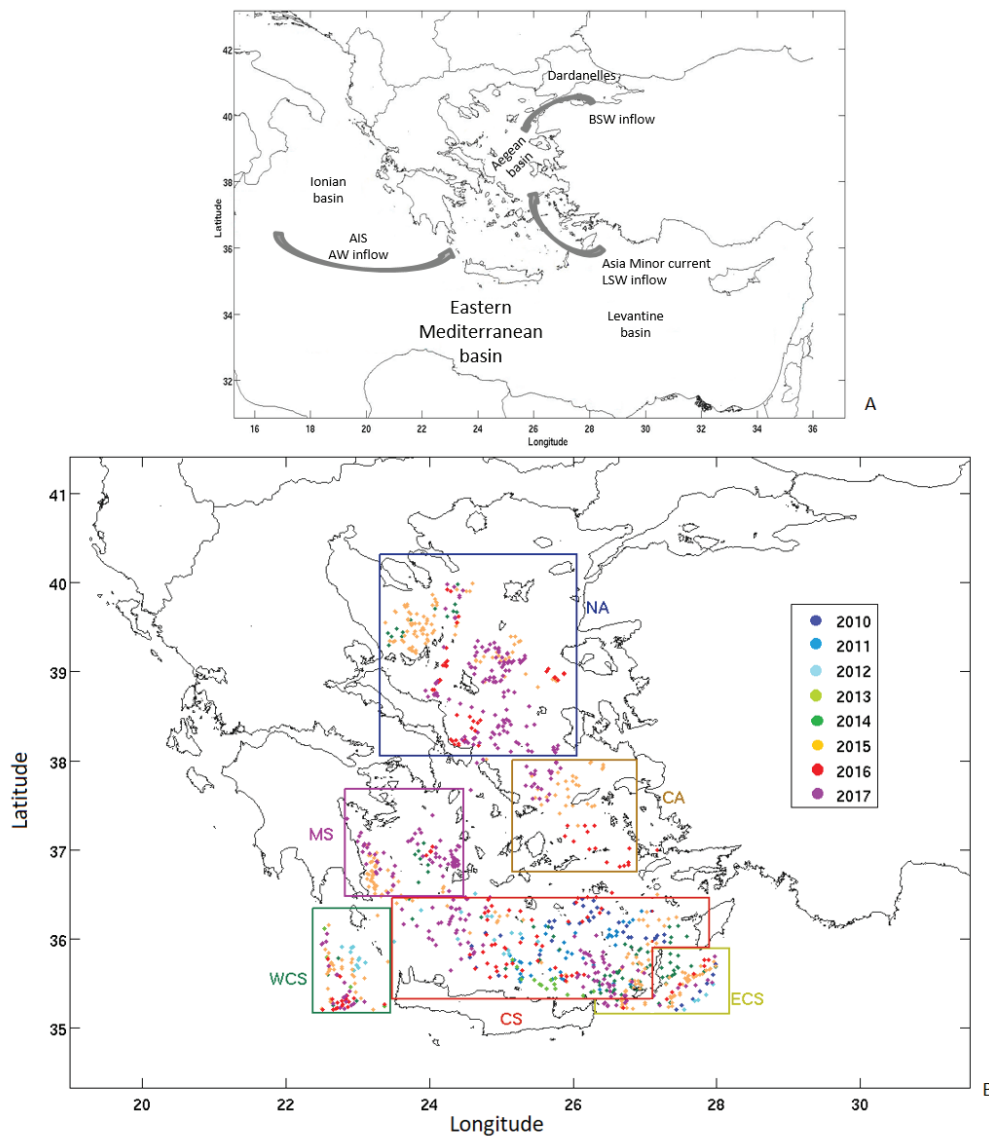 42
40
38
36
34
32
Latitude
Dardanelles
BSW inflow
Aegean
basin
Ionian
basin
AIS
AW inflow
Asia Minor current
LSW inflow
Eastern
Mediterranean
basin
Levantine
basin
16 18 20 22 24 26 28 30 32 34 36
Longitude
A
41
40
39
38
37
36
35
Latitude
NA
CA
MS
WCS
CS
ECS
2010
2011
2012
2013
2014
2015
2016
2017
20 22 24 26 28 30
Longitude